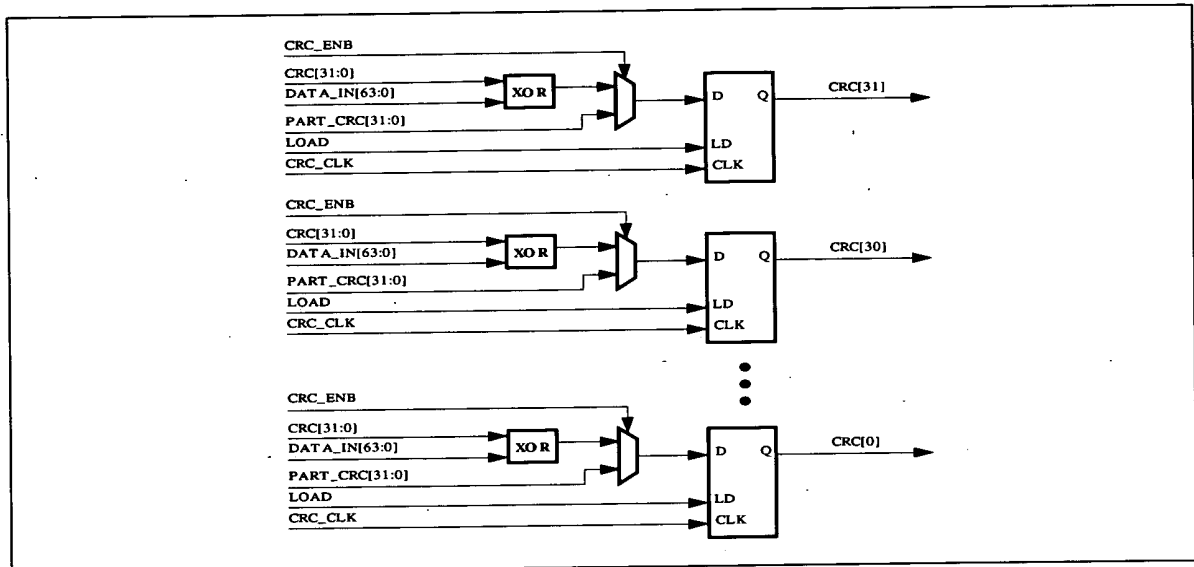 CRC_ENB
CRC[31:0]
DATA_IN[63:0]
XOR
PART_CRC[31:0]
LOAD
CRC_CLK
D
Q
LD
CLK
CRC[31]
CRC_ENB
CRC[31:0]
DATA_IN[63:0]
XOR
PART_CRC[31:0]
LOAD
CRC_CLK
D
Q
LD
CLK
CRC[30]
CRC_ENB
CRC[31:0]
DATA_IN[63:0]
XOR
PART_CRC[31:0]
LOAD
CRC_CLK
D
Q
LD
CLK
CRC[0]